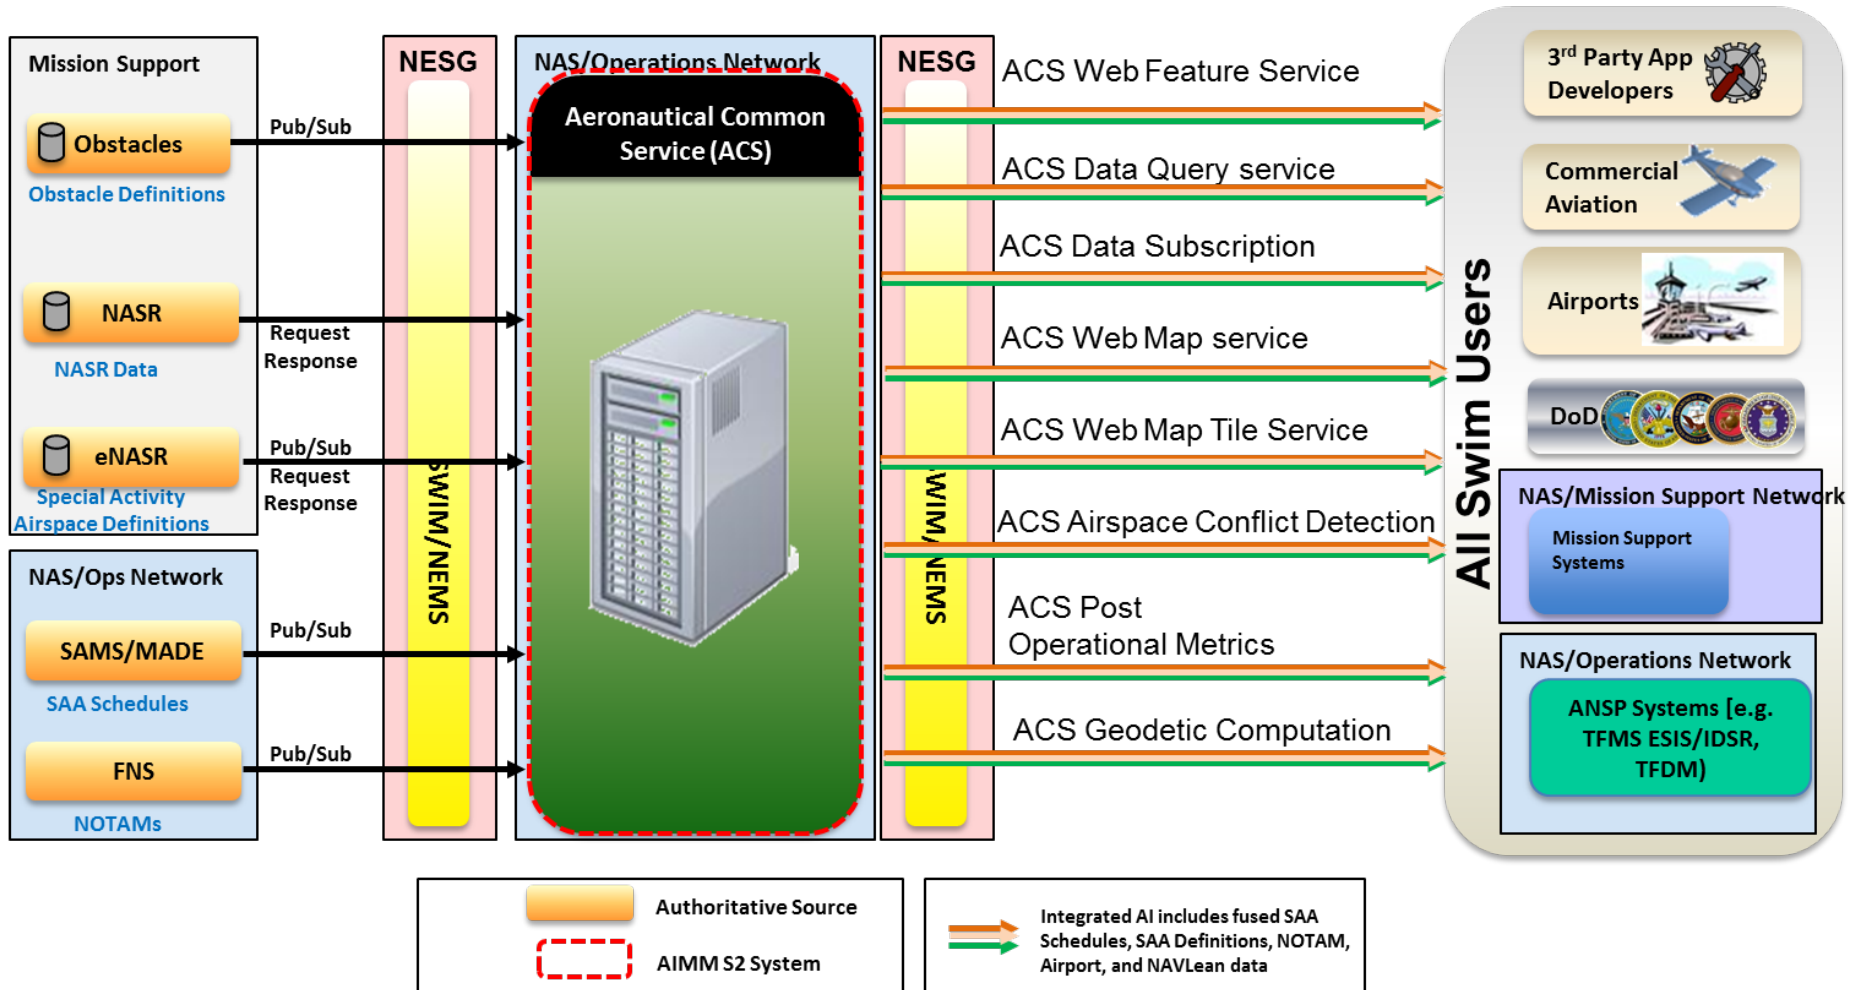 Mission Support
Obstacles
Obstacle Definitions
NASR
NASR Data
eNASR
Special Activity
Airspace Definitions
NAS/Ops Network
SAMS/MADE
SAA Schedules
FNS
NOTAMs
Pub/Sub
Request
Response
Pub/Sub
Request
Response
Pub/Sub
Pub/Sub
NESG
SWIM/NEMS
NAS/Operations Network
Aeronautical Common
Service (ACS)
NESG
SWIM/NEMS
ACS Web Feature Service
ACS Data Query service
ACS Data Subscription
ACS Web Map service
ACS Web Map Tile Service
ACS Airspace Conflict Detection
ACS Post
Operational Metrics
ACS Geodetic Computation
All Swim Users
3rd Party App
Developers
Commercial
Aviation
Airports
DoD
NAS/Mission Support Network
Mission Support
Systems
NAS/Operations Network
ANSP Systems [e.g.
TFMS ESIS/IDSR,
TFDM)
Authoritative Source
AIMM S2 System
Integrated AI includes fused SAA
Schedules, SAA Definitions, NOTAM,
Airport, and NAVLean data